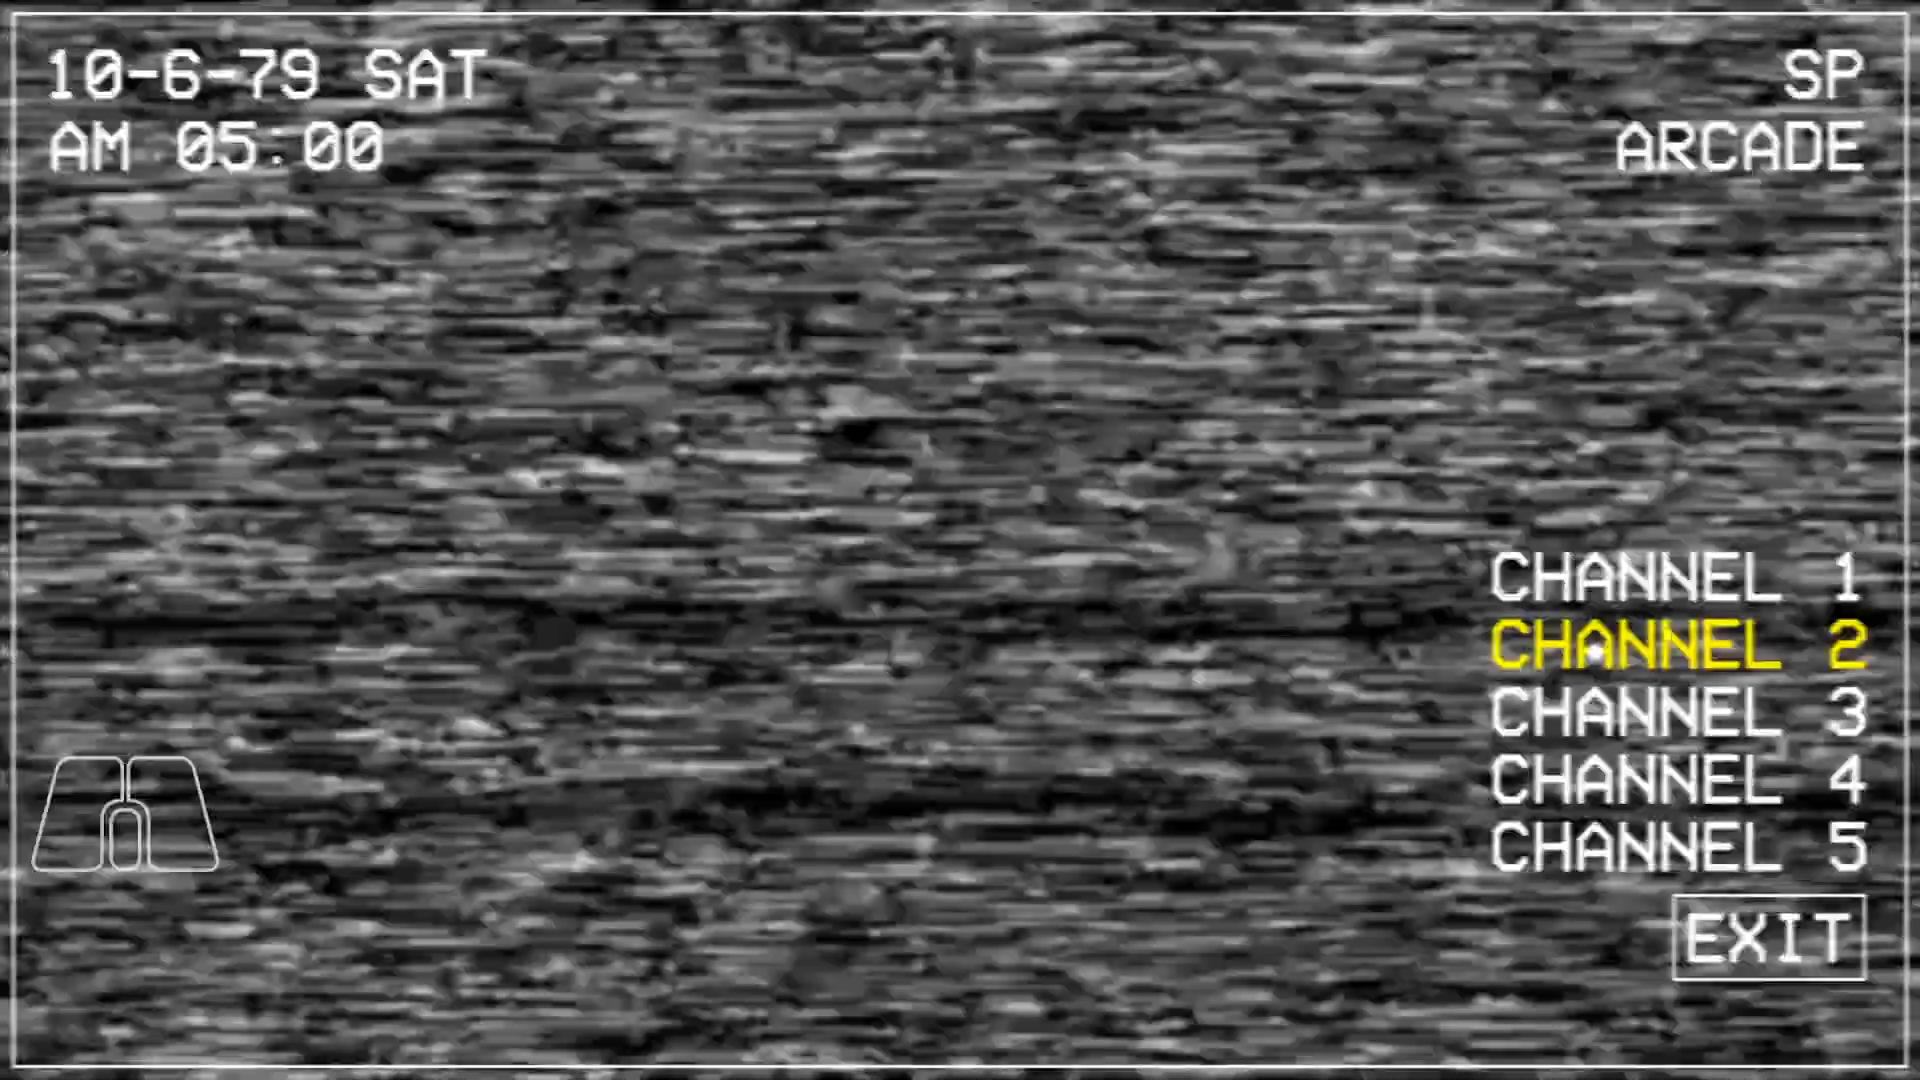 10-6-79 SAT
AM 05:00
SP
ARCADE
CHANNEL 1
CHANNEL 2
CHANNEL 3
CHANNEL 4
CHANNEL 5
EXIT